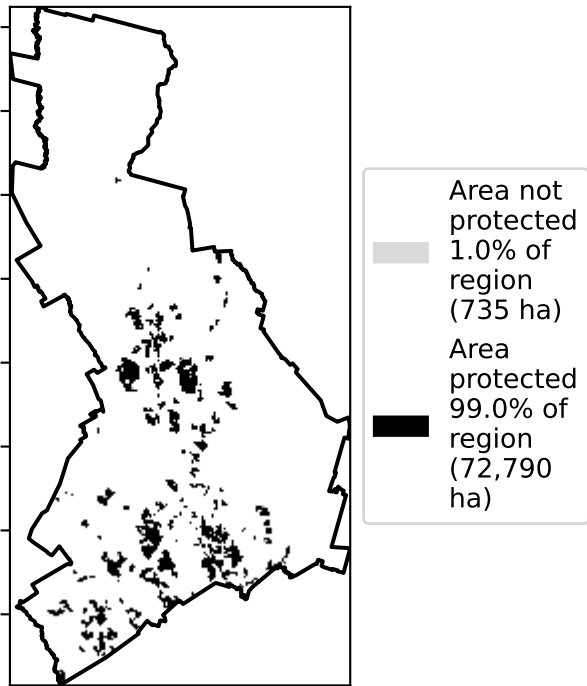 Area not
protected
1.0% of
region
(735 ha)
Area
protected
99.0% of
region
(72,790
ha)